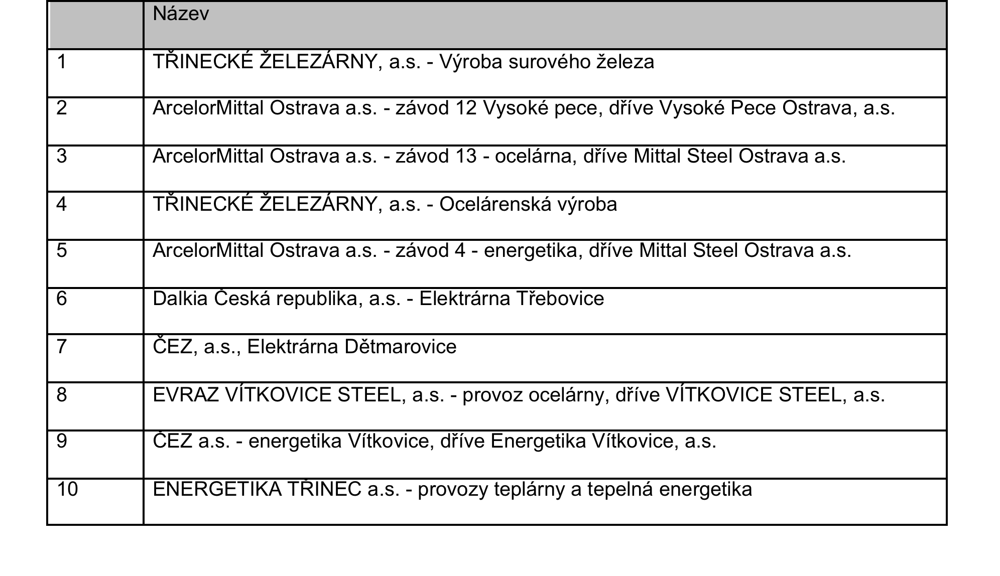 Název
1 TŘINECKÉ ŽELEZÁRNY, a.s. - Výroba surového železa
2 ArcelorMittal Ostrava a.s. - závod 12 Vysoké pece, dříve Vysoké Pece Ostrava, a.s.
3 ArcelorMittal Ostrava a.s. - závod 13 - ocelárna, dříve Mittal Steel Ostrava a.s.
4 TŘINECKÉ ŽELEZÁRNY, a.s. - Ocelárenská výroba
5 ArcelorMittal Ostrava a.s. - závod 4 - energetika, dříve Mittal Steel Ostrava a.s.
6 Dalkia Česká republika, a.s. - Elektrárna Třebovice
7 ČEZ, a.s., Elektrárna Dětmarovice
8 EVRAZ VÍTKOVICE STEEL, a.s. - provoz ocelárny, dříve VÍTKOVICE STEEL, a.s.
9 ČEZ a.s. - energetika Vítkovice, dříve Energetika Vítkovice, a.s.
10 ENERGETIKA TŘINEC a.s. - provozy teplárny a tepelná energetika